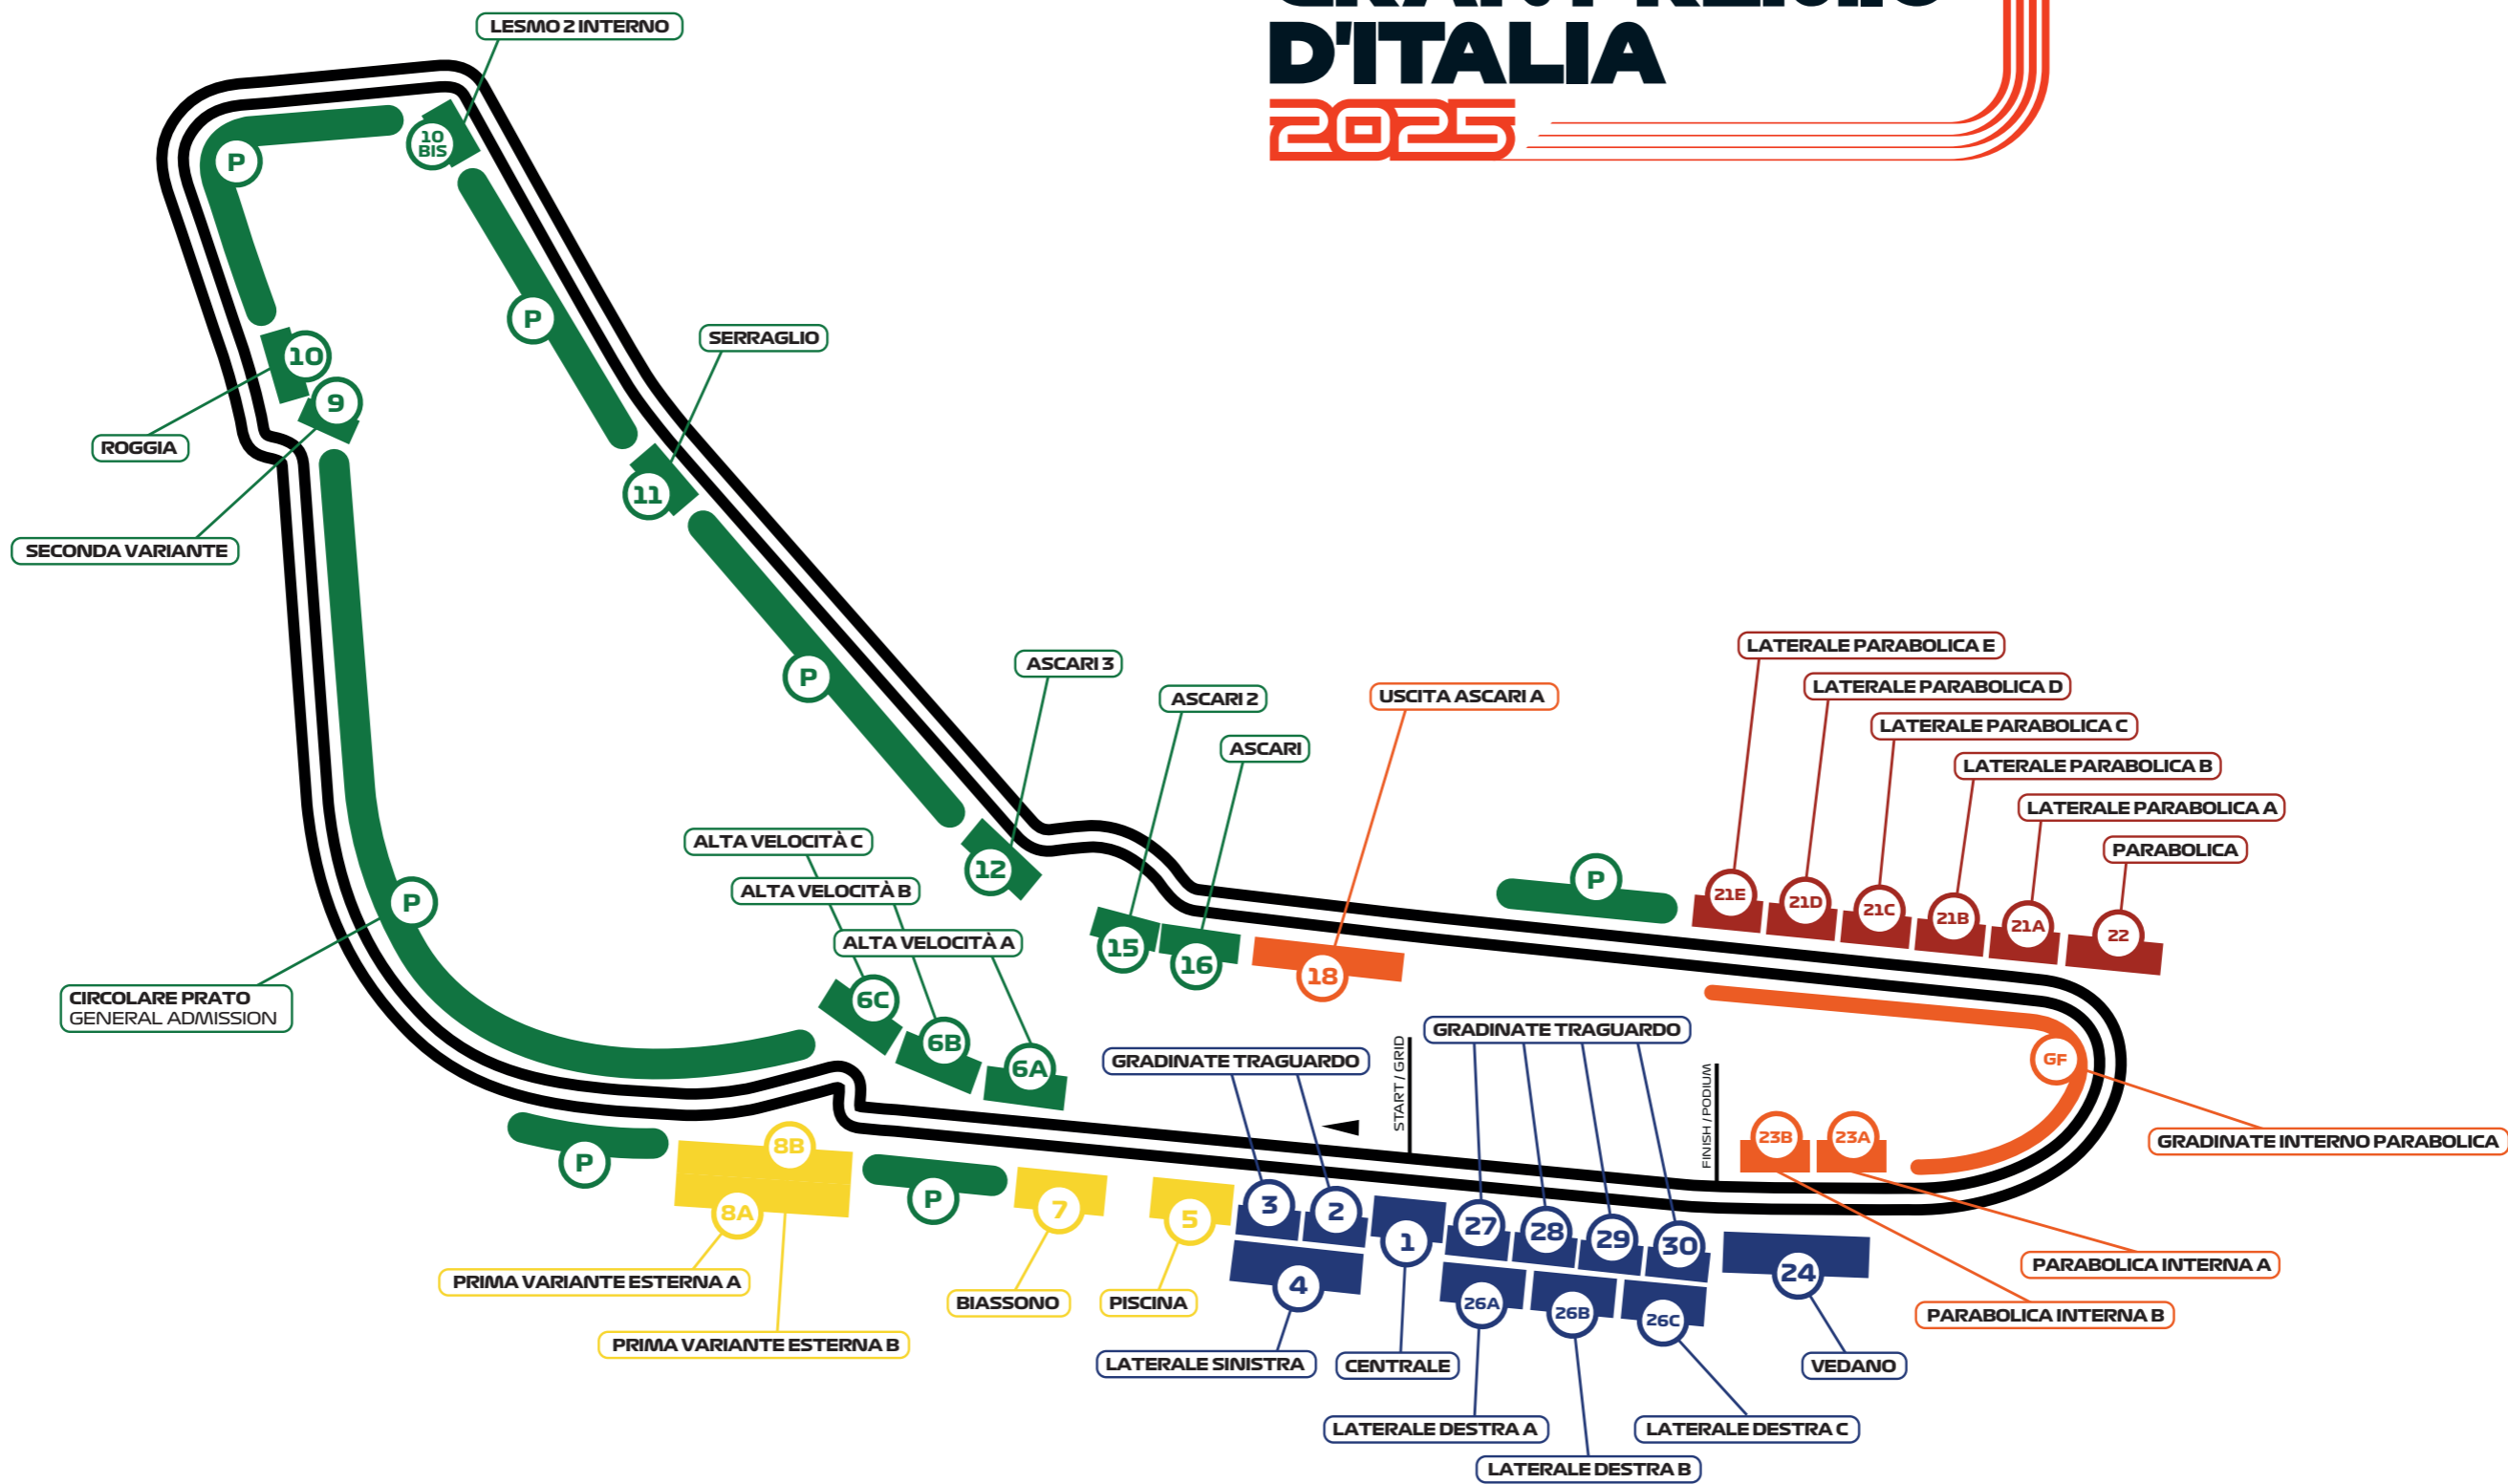 GRAN PREMIO
D'ITALIA
2025
LESMO 2 INTERNO
10
BIS
P
P
SERRAGLIO
10
9
ROGGIA
11
SECONDA VARIANTE
P
ASCARI 3
ASCARI 2
USCITA ASCARI A
ASCARI
LATERALE PARABOLICA E
LATERALE PARABOLICA D
LATERALE PARABOLICA C
LATERALE PARABOLICA B
LATERALE PARABOLICA A
PARABOLICA
ALTA VELOCITÀ C
ALTA VELOCITÀ B
ALTA VELOCITÀ A
12
P
21E
21D
21C
21B
21A
22
P
15
16
18
CIRCOLARE PRATO
GENERAL ADMISSION
6C
6B
6A
GRADINATE TRAGUARDO
GRADINATE TRAGUARDO
START / GRID
FINISH / PODIUM
GF
23B
23A
GRADINATE INTERNO PARABOLICA
P
8B
8A
P
7
5
3
2
1
27
28
29
30
4
26A
26B
26C
24
PRIMA VARIANTE ESTERNA A
BIASSONO
PISCINA
PARABOLICA INTERNA A
PARABOLICA INTERNA B
PRIMA VARIANTE ESTERNA B
LATERALE SINISTRA
CENTRALE
VEDANO
LATERALE DESTRA A
LATERALE DESTRA C
LATERALE DESTRA B